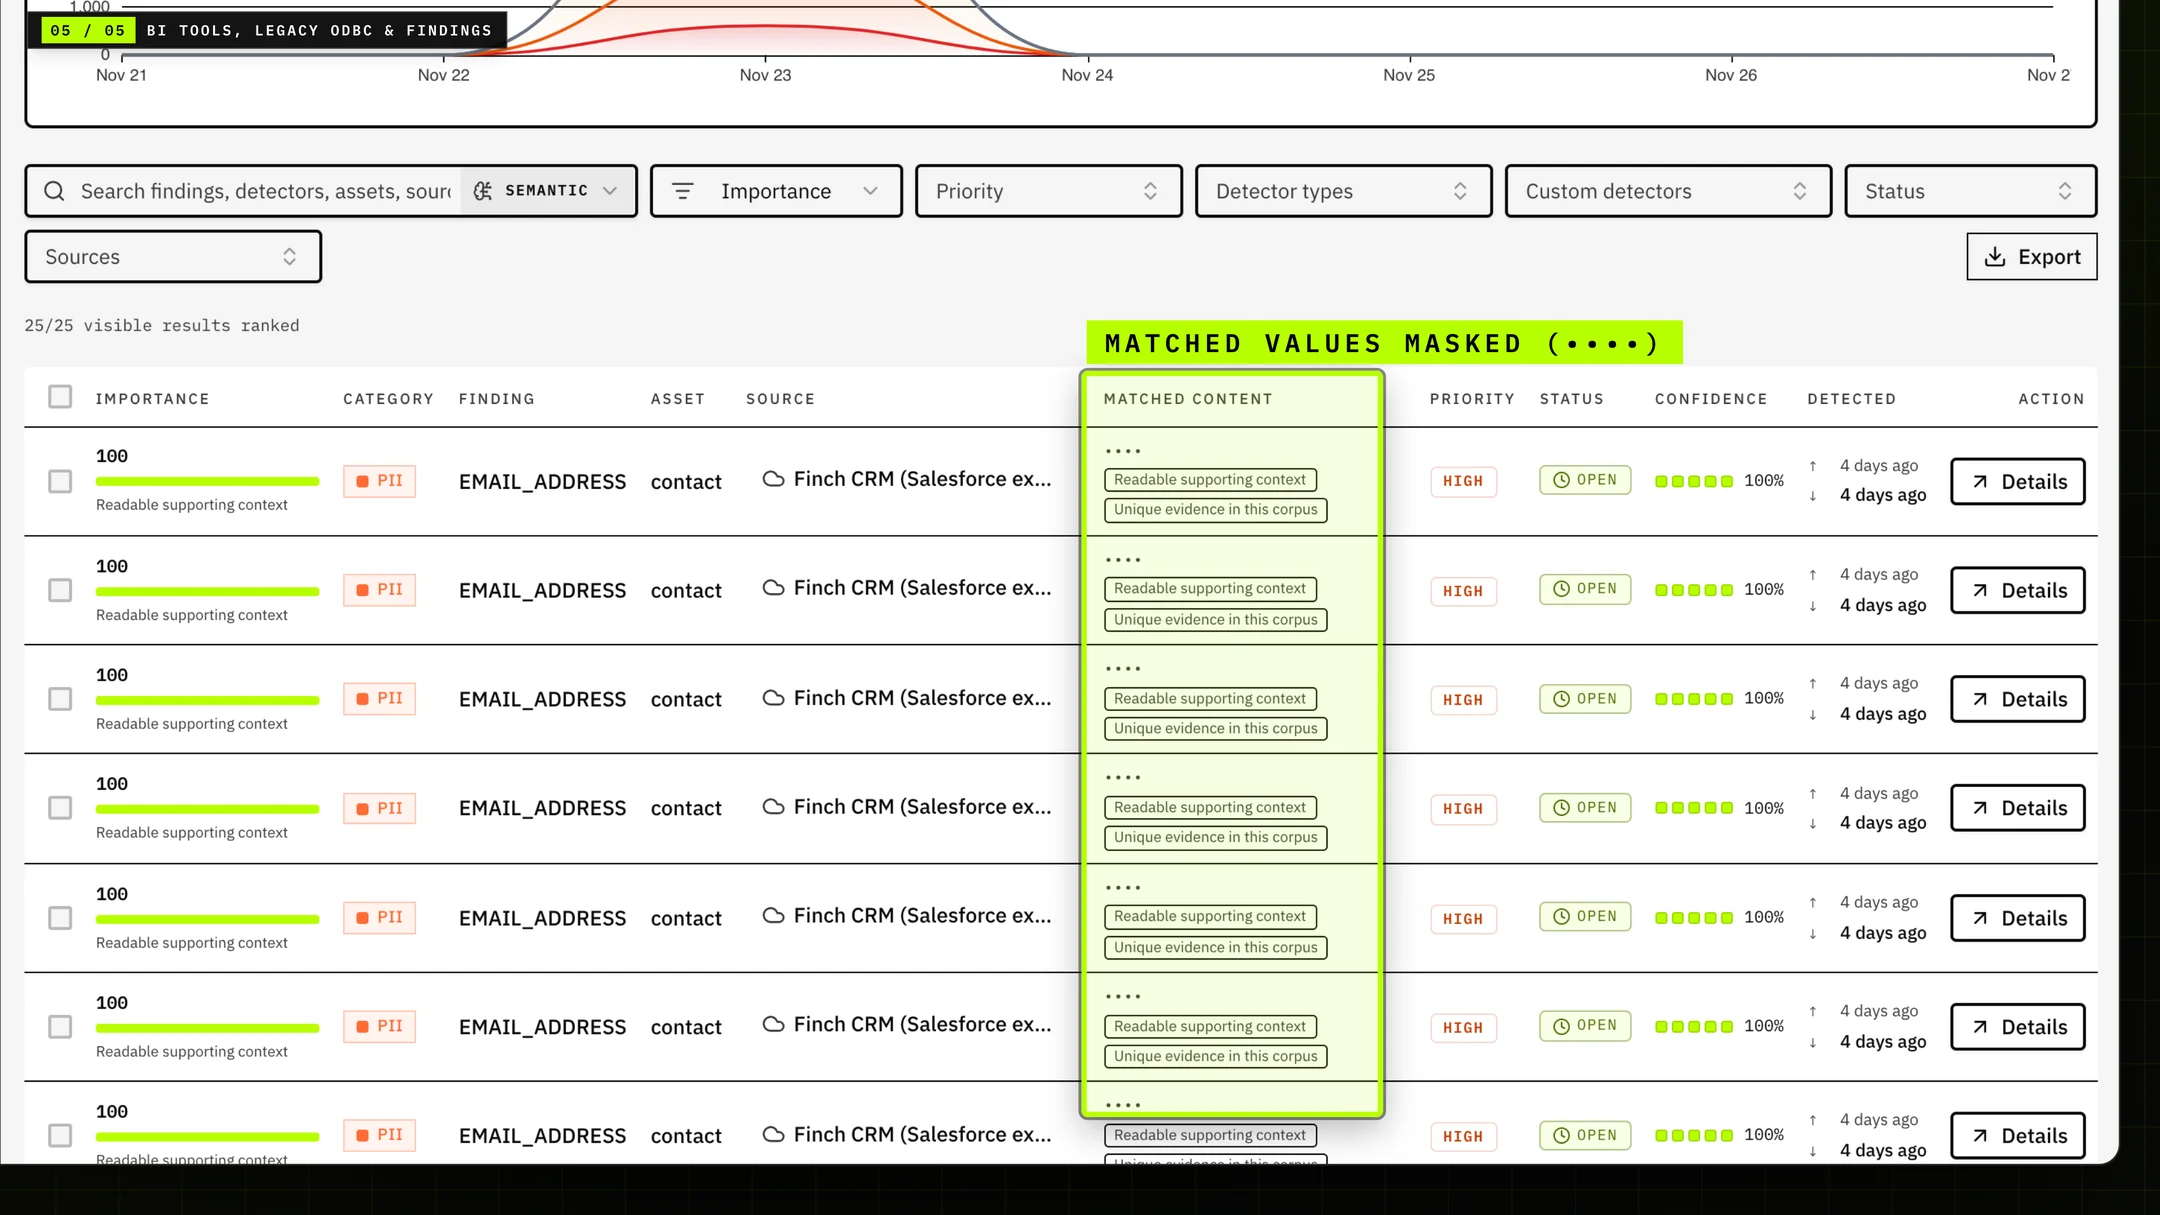 1,000
05 / 05 BI TOOLS, LEGACY ODBC & FINDINGS
0
Nov 21 Nov 22 Nov 23 Nov 24 Nov 25 Nov 26 Nov 2
Search findings, detectors, assets, sourc SEMANTIC Importance Priority Detector types Custom detectors Status
Sources Export
25/25 visible results ranked
MATCHED VALUES MASKED (••••)
IMPORTANCE CATEGORY FINDING ASSET SOURCE MATCHED CONTENT PRIORITY STATUS CONFIDENCE DETECTED ACTION
100 •••• ↑ 4 days ago
PII EMAIL_ADDRESS contact Finch CRM (Salesforce ex... Readable supporting context HIGH OPEN 100% Details
Readable supporting context Unique evidence in this corpus ↓ 4 days ago
100 •••• ↑ 4 days ago
PII EMAIL_ADDRESS contact Finch CRM (Salesforce ex... Readable supporting context HIGH OPEN 100% Details
Readable supporting context Unique evidence in this corpus ↓ 4 days ago
100 •••• ↑ 4 days ago
PII EMAIL_ADDRESS contact Finch CRM (Salesforce ex... Readable supporting context HIGH OPEN 100% Details
Readable supporting context Unique evidence in this corpus ↓ 4 days ago
100 •••• ↑ 4 days ago
PII EMAIL_ADDRESS contact Finch CRM (Salesforce ex... Readable supporting context HIGH OPEN 100% Details
Readable supporting context Unique evidence in this corpus ↓ 4 days ago
100 •••• ↑ 4 days ago
PII EMAIL_ADDRESS contact Finch CRM (Salesforce ex... Readable supporting context HIGH OPEN 100% Details
Readable supporting context Unique evidence in this corpus ↓ 4 days ago
100 •••• ↑ 4 days ago
PII EMAIL_ADDRESS contact Finch CRM (Salesforce ex... Readable supporting context HIGH OPEN 100% Details
Readable supporting context Unique evidence in this corpus ↓ 4 days ago
100 •••• ↑ 4 days ago
PII EMAIL_ADDRESS contact Finch CRM (Salesforce ex... Readable supporting context HIGH OPEN 100% Details
Readable supporting context Unique evidence in this corpus ↓ 4 days ago